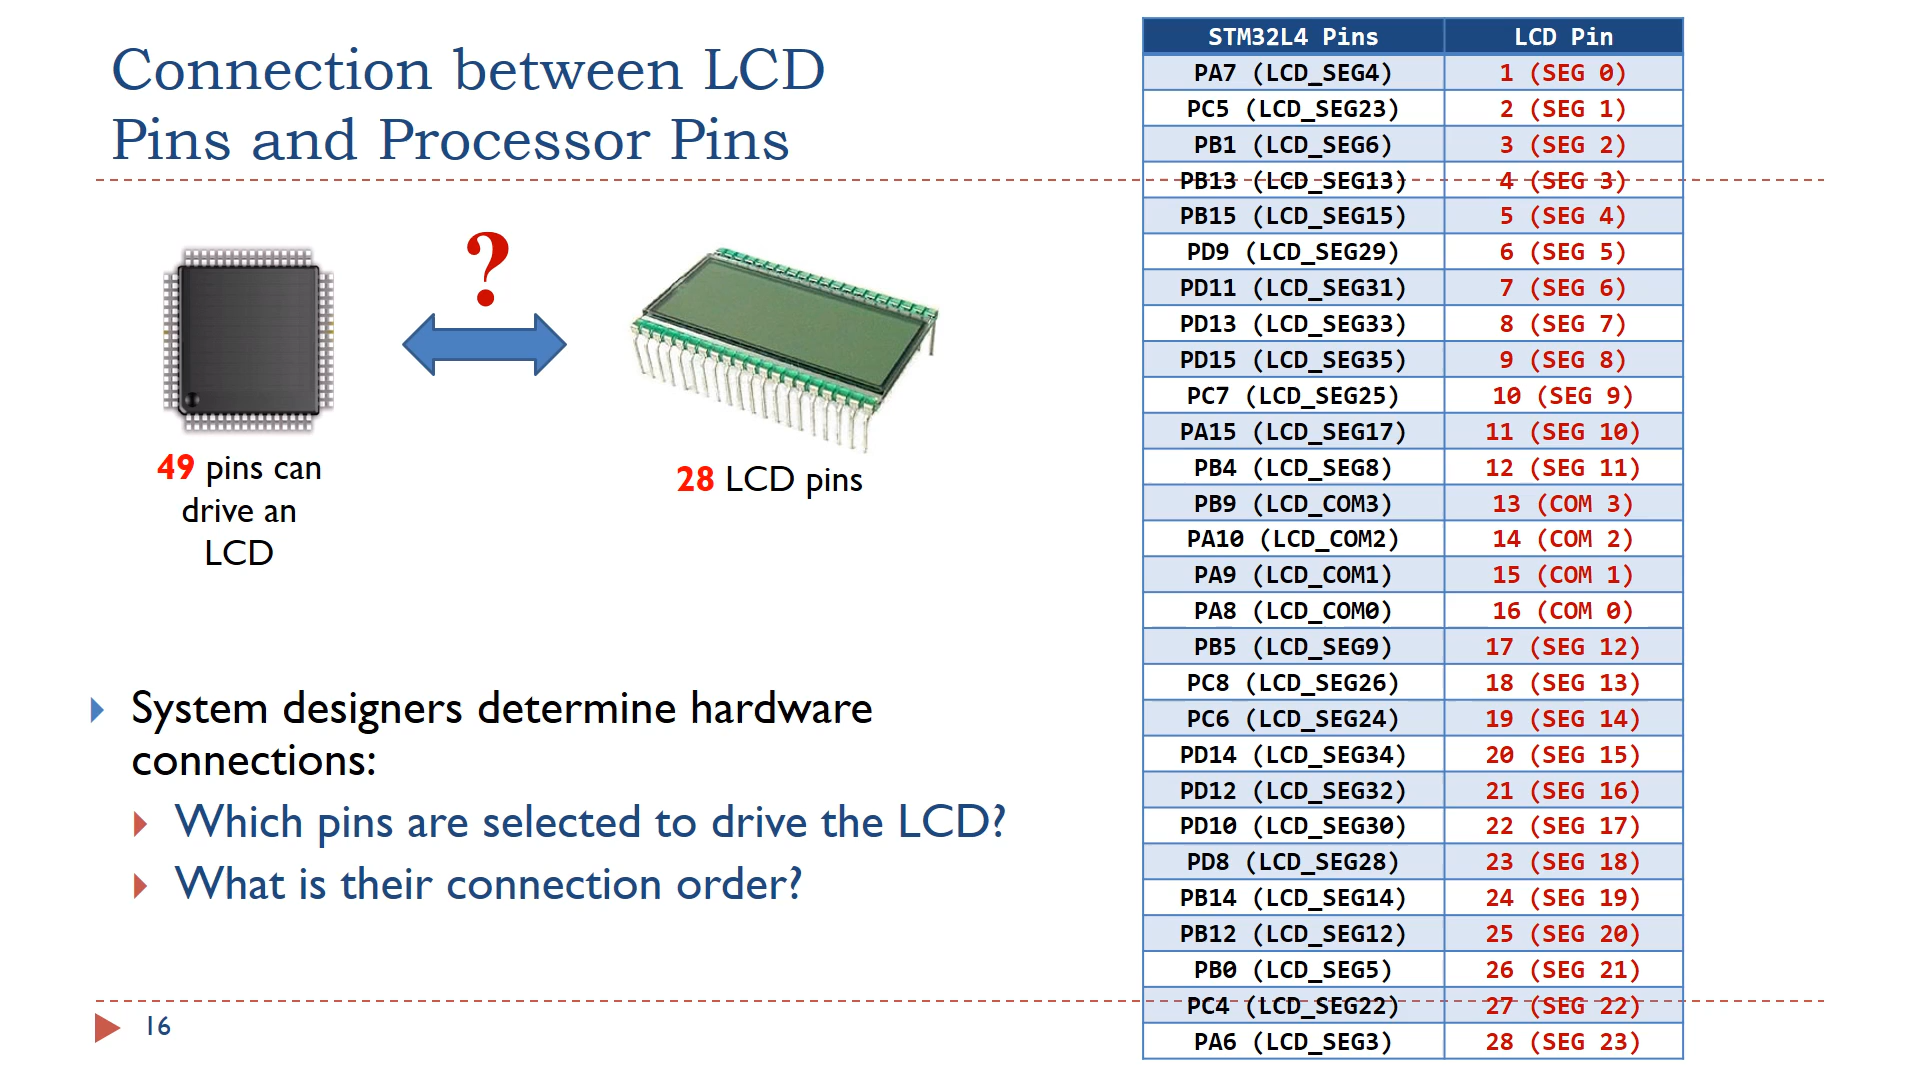 Connection between LCD
Pins and Processor Pins
?
49 pins can
drive an
LCD
28 LCD pins
System designers determine hardware
connections:
Which pins are selected to drive the LCD?
What is their connection order?
16
STM32L4 Pins LCD Pin
PA7 (LCD_SEG4) 1 (SEG 0)
PC5 (LCD_SEG23) 2 (SEG 1)
PB1 (LCD_SEG6) 3 (SEG 2)
PB13 (LCD_SEG13) 4 (SEG 3)
PB15 (LCD_SEG15) 5 (SEG 4)
PD9 (LCD_SEG29) 6 (SEG 5)
PD11 (LCD_SEG31) 7 (SEG 6)
PD13 (LCD_SEG33) 8 (SEG 7)
PD15 (LCD_SEG35) 9 (SEG 8)
PC7 (LCD_SEG25) 10 (SEG 9)
PA15 (LCD_SEG17) 11 (SEG 10)
PB4 (LCD_SEG8) 12 (SEG 11)
PB9 (LCD_COM3) 13 (COM 3)
PA10 (LCD_COM2) 14 (COM 2)
PA9 (LCD_COM1) 15 (COM 1)
PA8 (LCD_COM0) 16 (COM 0)
PB5 (LCD_SEG9) 17 (SEG 12)
PC8 (LCD_SEG26) 18 (SEG 13)
PC6 (LCD_SEG24) 19 (SEG 14)
PD14 (LCD_SEG34) 20 (SEG 15)
PD12 (LCD_SEG32) 21 (SEG 16)
PD10 (LCD_SEG30) 22 (SEG 17)
PD8 (LCD_SEG28) 23 (SEG 18)
PB14 (LCD_SEG14) 24 (SEG 19)
PB12 (LCD_SEG12) 25 (SEG 20)
PB0 (LCD_SEG5) 26 (SEG 21)
PC4 (LCD_SEG22) 27 (SEG 22)
PA6 (LCD_SEG3) 28 (SEG 23)